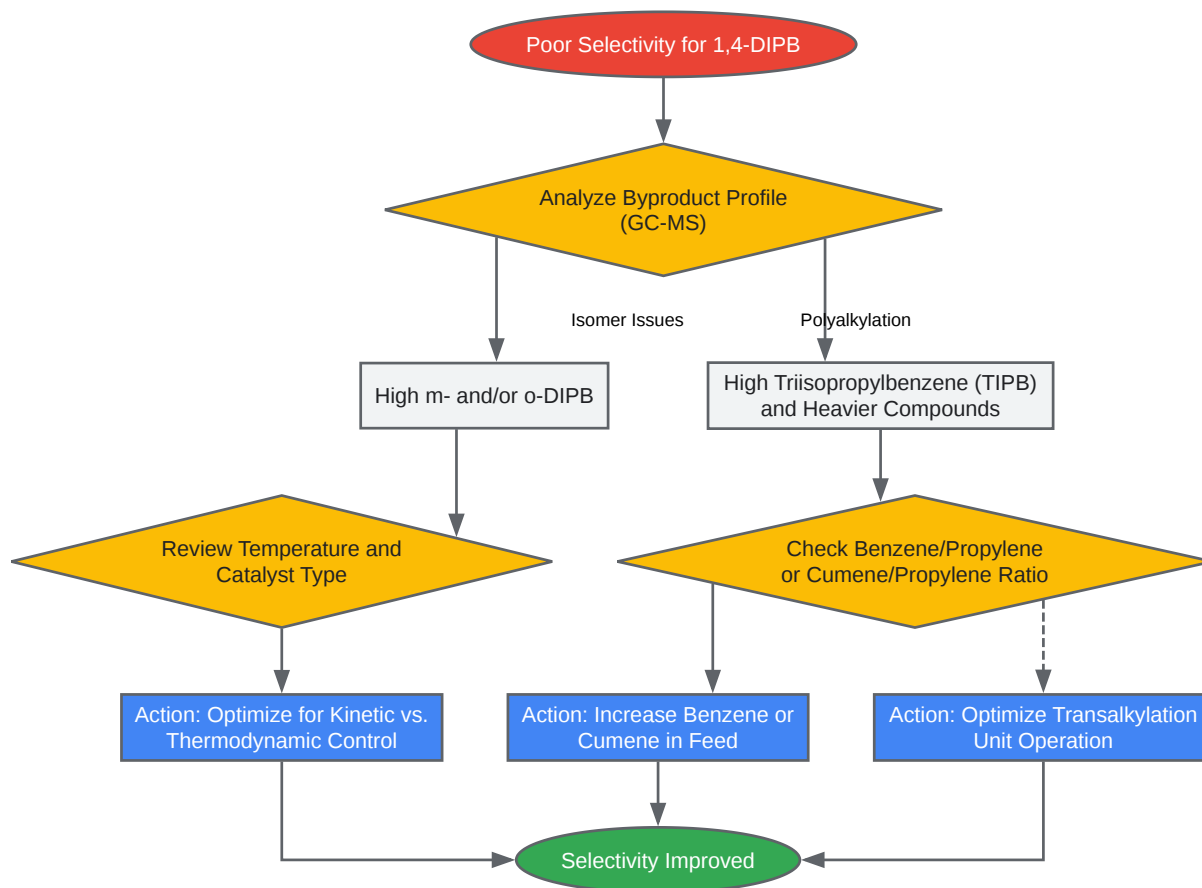 Poor Selectivity for 1,4-DIPB
Analyze Byproduct Profile
(GC-MS)
Isomer Issues
Polyalkylation
High m- and/or o-DIPB
High Triisopropylbenzene (TIPB)
and Heavier Compounds
Review Temperature and
Catalyst Type
Check Benzene/Propylene
or Cumene/Propylene Ratio
Action: Optimize for Kinetic vs.
Thermodynamic Control
Action: Increase Benzene or
Cumene in Feed
Action: Optimize Transalkylation
Unit Operation
Selectivity Improved